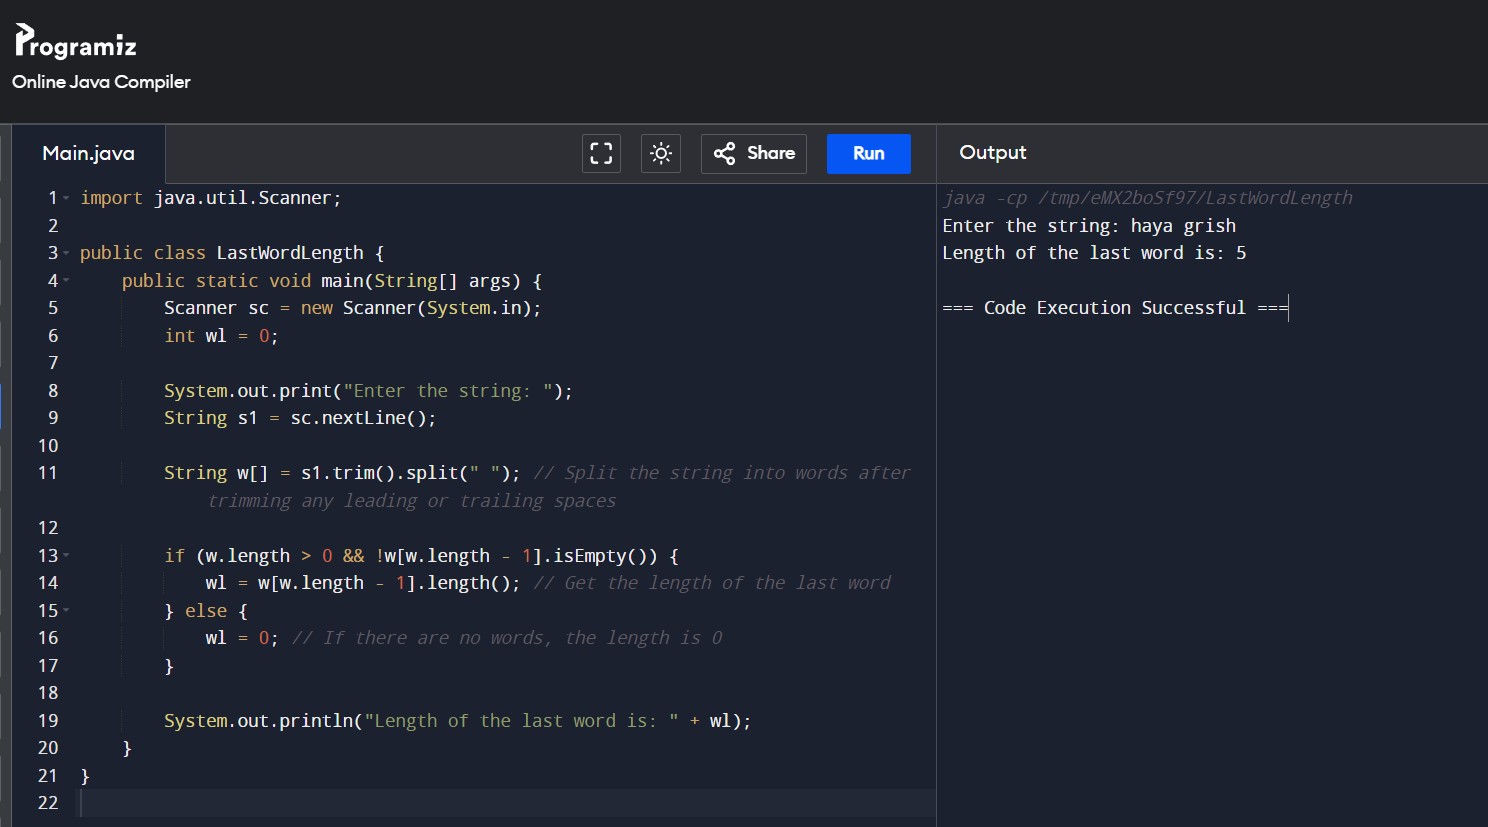 Programiz
Online Java Compiler
Main.java
Share
Run
Output
1 import java.util.Scanner;
2
3 public class LastWordLength {
4     public static void main(String[] args) {
5         Scanner sc = new Scanner(System.in);
6         int wl = 0;
7
8         System.out.print("Enter the string: ");
9         String s1 = sc.nextLine();
10
11         String w[] = s1.trim().split(" "); // Split the string into words after
            trimming any leading or trailing spaces
12
13         if (w.length > 0 && !w[w.length - 1].isEmpty()) {
14             wl = w[w.length - 1].length(); // Get the length of the last word
15         } else {
16             wl = 0; // If there are no words, the length is 0
17         }
18
19         System.out.println("Length of the last word is: " + wl);
20     }
21 }
22
java -cp /tmp/eMX2boSf97/LastWordLength
Enter the string: haya grish
Length of the last word is: 5
=== Code Execution Successful ===